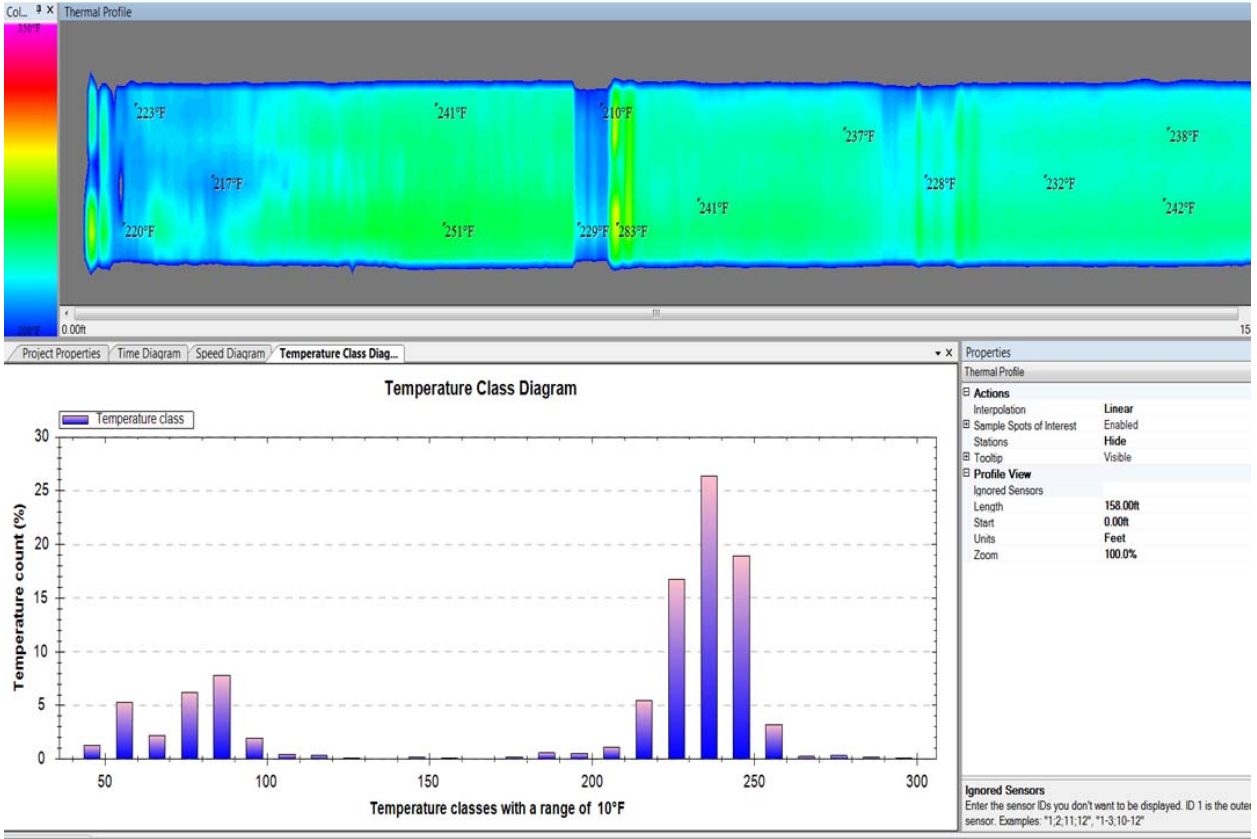 Col...
Thermal Profile
350°F
223°F
241°F
210°F
237°F
238°F
217°F
228°F
232°F
241°F
242°F
220°F
251°F
229°F
283°F
200°F
0.00ft
15
Project Properties Time Diagram Speed Diagram Temperature Class Diag...
Temperature Class Diagram
Temperature class
30
25
20
15
10
5
0
Temperature count (%)
50 100 150 200 250 300
Temperature classes with a range of 10°F
Properties
Thermal Profile
Actions
Interpolation Linear
Sample Spots of Interest Enabled
Stations Hide
Tooltip Visible
Profile View
Ignored Sensors
Length 158.00ft
Start 0.00ft
Units Feet
Zoom 100.0%
Ignored Sensors
Enter the sensor IDs you don't want to be displayed. ID 1 is the outer
sensor. Examples: "1;2;11;12", "1-3;10-12"